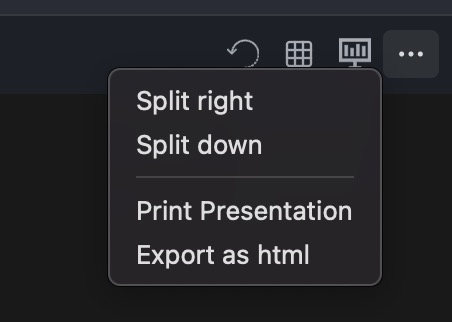 Split right
Split down
Print Presentation
Export as html